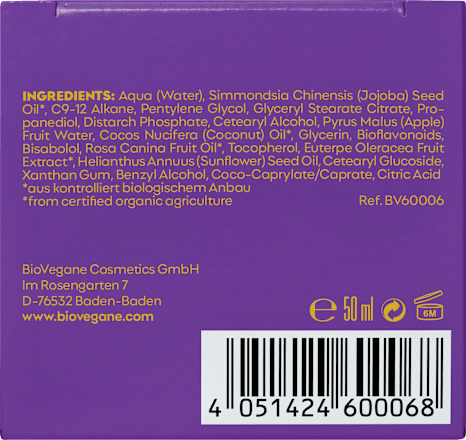 INGREDIENTS: Aqua (Water), Simmondsia Chinensis (Jojoba) Seed
Oil*, C9-12 Alkane, Pentylene Glycol, Glyceryl Stearate Citrate, Pro-
panediol, Distarch Phosphate, Cetearyl Alcohol, Pyrus Malus (Apple)
Fruit Water, Cocos Nucifera (Coconut) Oil*, Glycerin, Bioflavonoids,
Bisabolol, Rosa Canina Fruit Oil*, Tocopherol, Euterpe Oleracea Fruit
Extract*, Helianthus Annuus (Sunflower) Seed Oil, Cetearyl Glucoside,
Xanthan Gum, Benzyl Alcohol, Coco-Caprylate/Caprate, Citric Acid
*aus kontrolliert biologischem Anbau
*from certified organic agriculture Ref. BV60006
BioVegane Cosmetics GmbH
Im Rosengarten 7
D-76532 Baden-Baden
www.biovegane.com
℮ 50 ml 6M
4 051424 600068